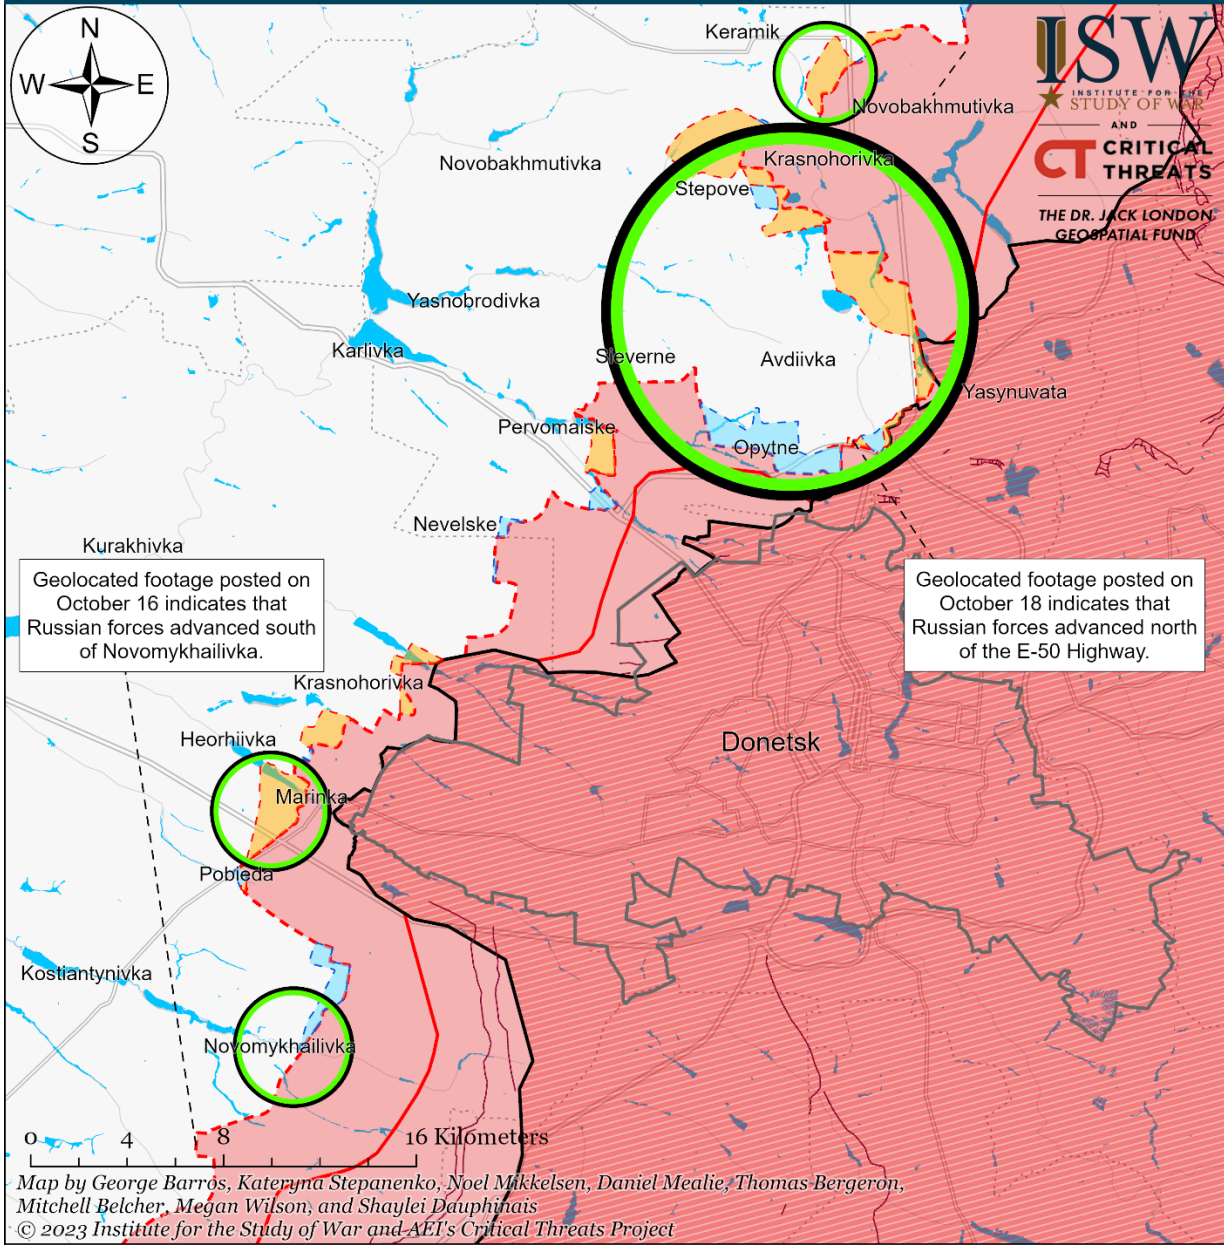 N
W
E
S
Keramik
ISW
INSTITUTE FOR THE
STUDY OF WAR
AND
CT CRITICAL
THREATS
THE DR. JACK LONDON
GEOSPATIAL FUND
Novobakhmutivka
Novobakhmutivka
Krasnohorivka
Stepove
Yasnobrodivka
Karlivka
Sieverne
Avdiivka
Yasynuvata
Pervomaiske
Opytne
Nevelske
Kurakhivka
Geolocated footage posted on
October 16 indicates that
Russian forces advanced south
of Novomykhailivka.
Geolocated footage posted on
October 18 indicates that
Russian forces advanced north
of the E-50 Highway.
Krasnohorivka
Heorhiivka
Donetsk
Marinka
Pobieda
Kostiantynivka
Novomykhailivka
0 4 8 16 Kilometers
Map by George Barros, Kateryna Stepanenko, Noel Mikkelsen, Daniel Mealie, Thomas Bergeron,
Mitchell Belcher, Megan Wilson, and Shaylei Dauphinais
© 2023 Institute for the Study of War and AEI's Critical Threats Project